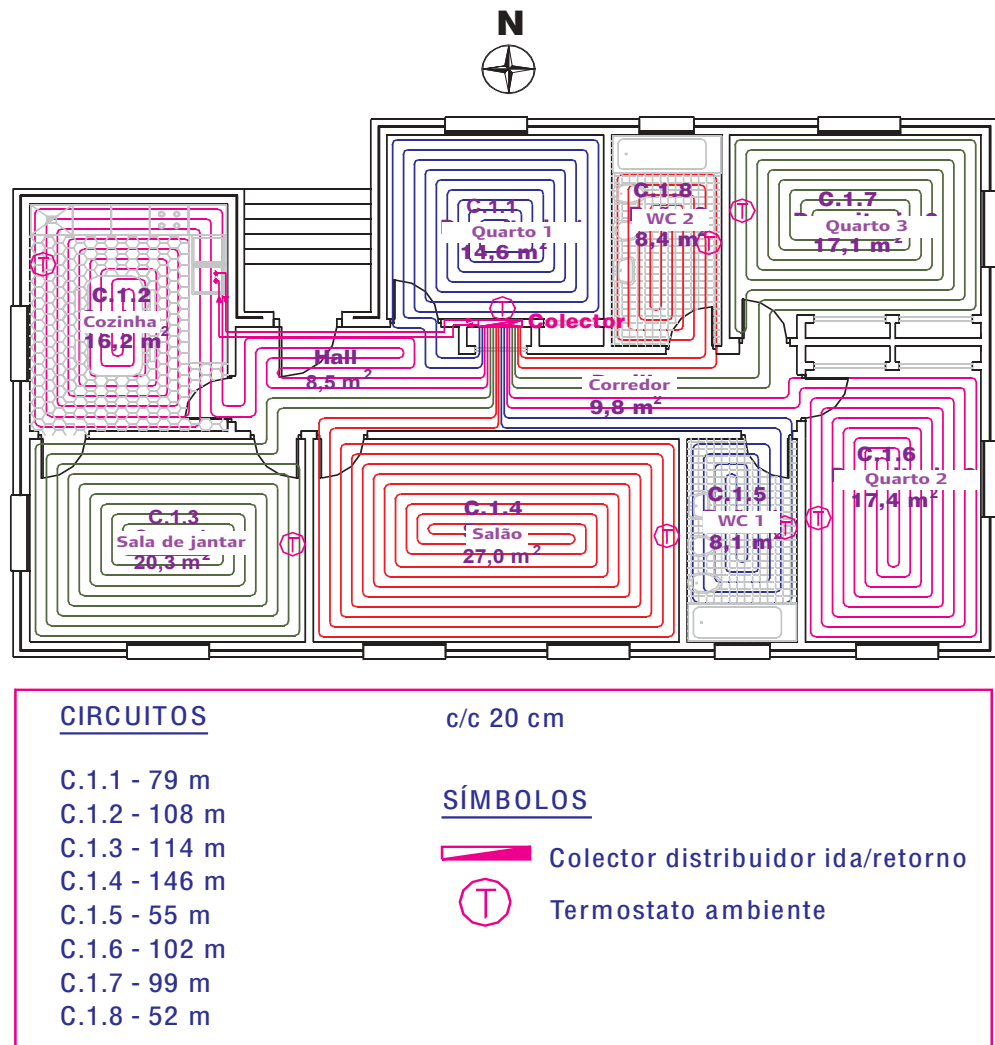 N
C.1.1
Quarto 1
14,6 m²
C.1.8
WC 2
8,4 m²
C.1.7
Quarto 3
17,1 m²
T
T
T
C.1.2
Cozinha
16,2 m²
T
Colector
Hall
8,5 m²
Corredor
9,8 m²
C.1.3
Sala de jantar
20,3 m²
T
C.1.4
Salão
27,0 m²
T
C.1.5
WC 1
8,1 m²
T
T
C.1.6
Quarto 2
17,4 m²
CIRCUITOS
C.1.1 - 79 m
C.1.2 - 108 m
C.1.3 - 114 m
C.1.4 - 146 m
C.1.5 - 55 m
C.1.6 - 102 m
C.1.7 - 99 m
C.1.8 - 52 m
c/c 20 cm
SÍMBOLOS
Colector distribuidor ida/retorno
T
Termostato ambiente